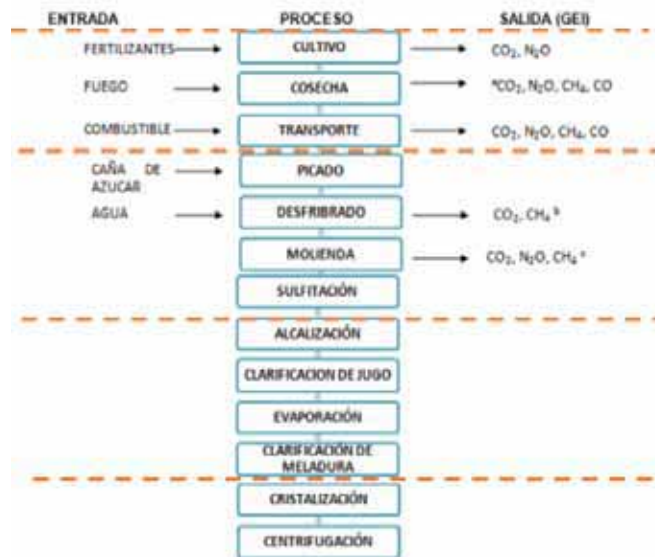 ENTRADA PROCESO SALIDA (GEI)
FERTILIZANTES CULTIVO CO₂, N₂O
FUEGO COSECHA ᵃCO₂, N₂O, CH₄, CO
COMBUSTIBLE TRANSPORTE CO₂, N₂O, CH₄, CO
CAÑA DE PICADO
AZUCAR
AGUA DESFRIBRADO CO₂, CH₄ ᵇ
MOLIENDA CO₂, N₂O, CH₄ ᶜ
SULFITACIÓN
ALCALIZACIÓN
CLARIFICACION DE JUGO
EVAPORACIÓN
CLARIFICACIÓN DE
MELADURA
CRISTALIZACIÓN
CENTRIFUGACIÓN